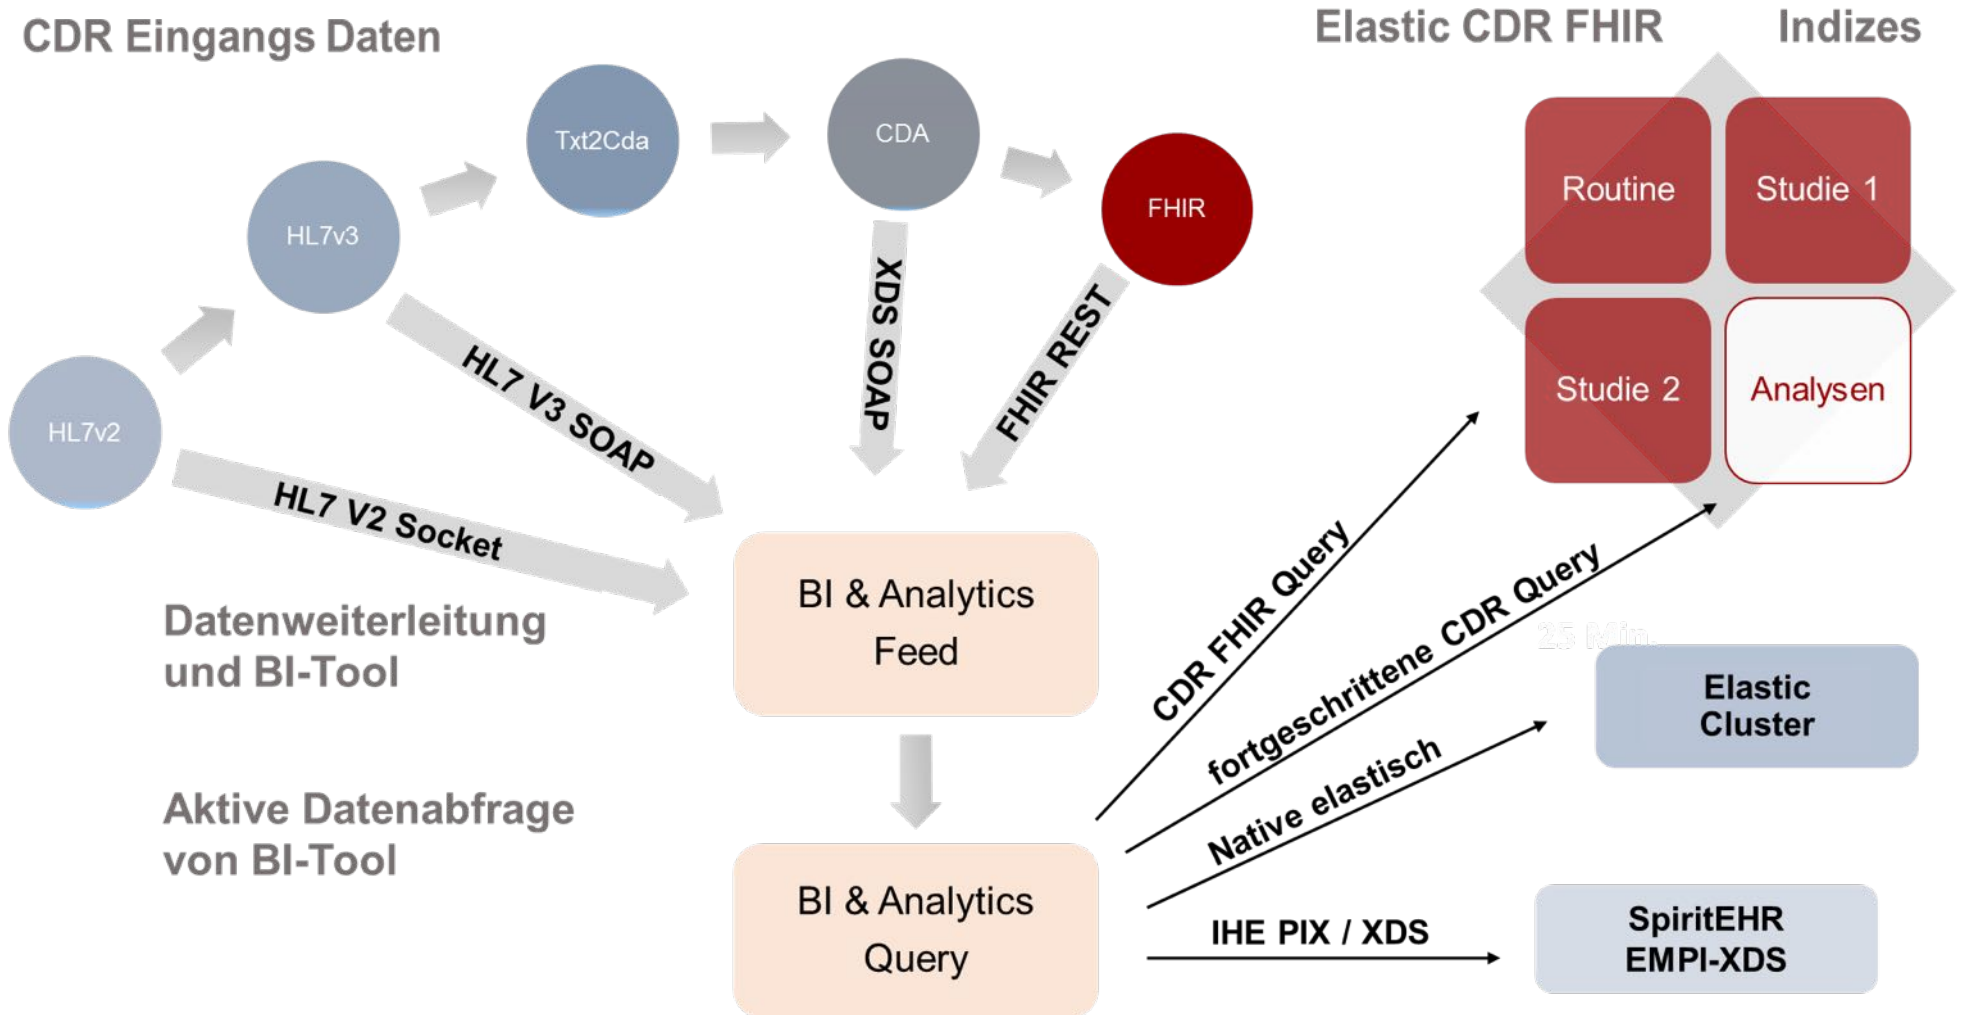 CDR Eingangs Daten
Elastic CDR FHIR Indizes
HL7v2
HL7v3
Txt2Cda
CDA
FHIR
HL7 V2 Socket
HL7 V3 SOAP
XDS SOAP
FHIR REST
Routine
Studie 1
Studie 2
Analysen
Datenweiterleitung
und BI-Tool
BI & Analytics
Feed
Aktive Datenabfrage
von BI-Tool
BI & Analytics
Query
CDR FHIR Query
fortgeschrittene CDR Query
Native elastisch
IHE PIX / XDS
25 Min.
Elastic
Cluster
SpiritEHR
EMPI-XDS